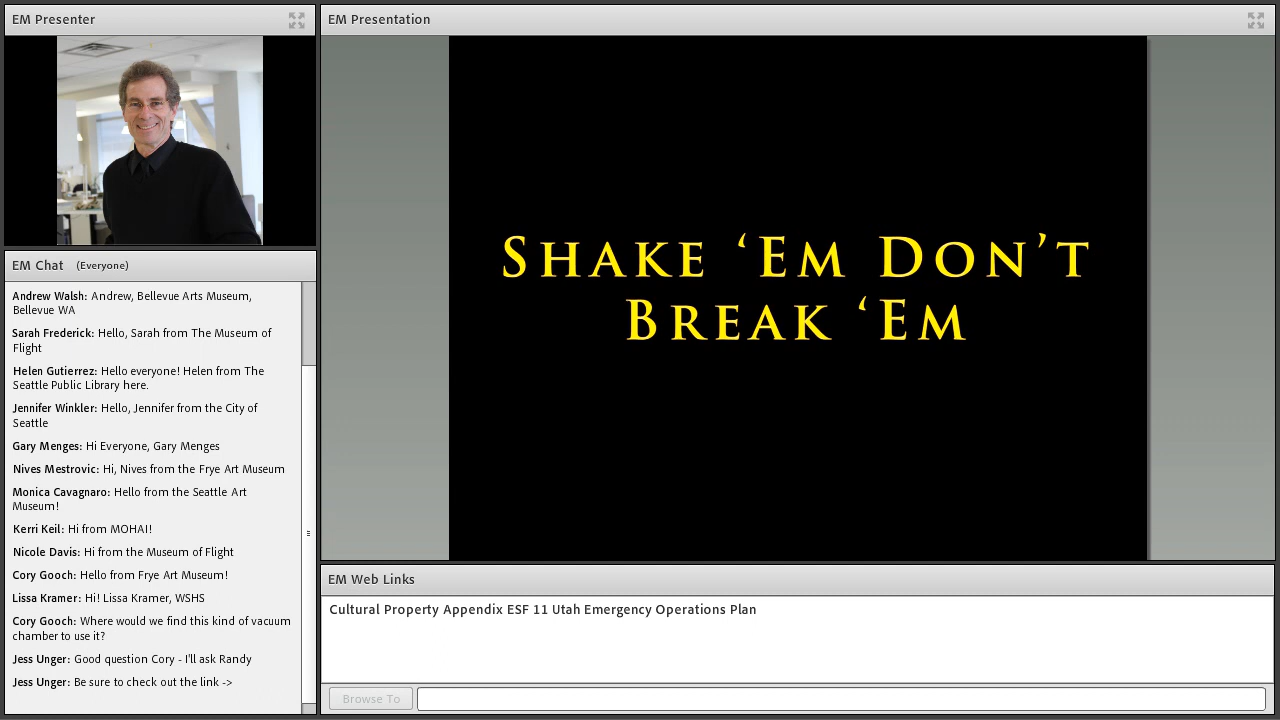 EM Presenter
EM Presentation
SHAKE ‘EM DON’T
BREAK ‘EM
EM Chat (Everyone)
Andrew Walsh: Andrew, Bellevue Arts Museum,
Bellevue WA
Sarah Frederick: Hello, Sarah from The Museum of
Flight
Helen Gutierrez: Hello everyone! Helen from The
Seattle Public Library here.
Jennifer Winkler: Hello, Jennifer from the City of
Seattle
Gary Menges: Hi Everyone, Gary Menges
Nives Mestrovic: Hi, Nives from the Frye Art Museum
Monica Cavagnaro: Hello from the Seattle Art
Museum!
Kerri Keil: Hi from MOHAI!
Nicole Davis: Hi from the Museum of Flight
Cory Gooch: Hello from Frye Art Museum!
Lissa Kramer: Hi! Lissa Kramer, WSHS
Cory Gooch: Where would we find this kind of vacuum
chamber to use it?
Jess Unger: Good question Cory - I'll ask Randy
Jess Unger: Be sure to check out the link ->
EM Web Links
Cultural Property Appendix ESF 11 Utah Emergency Operations Plan
Browse To